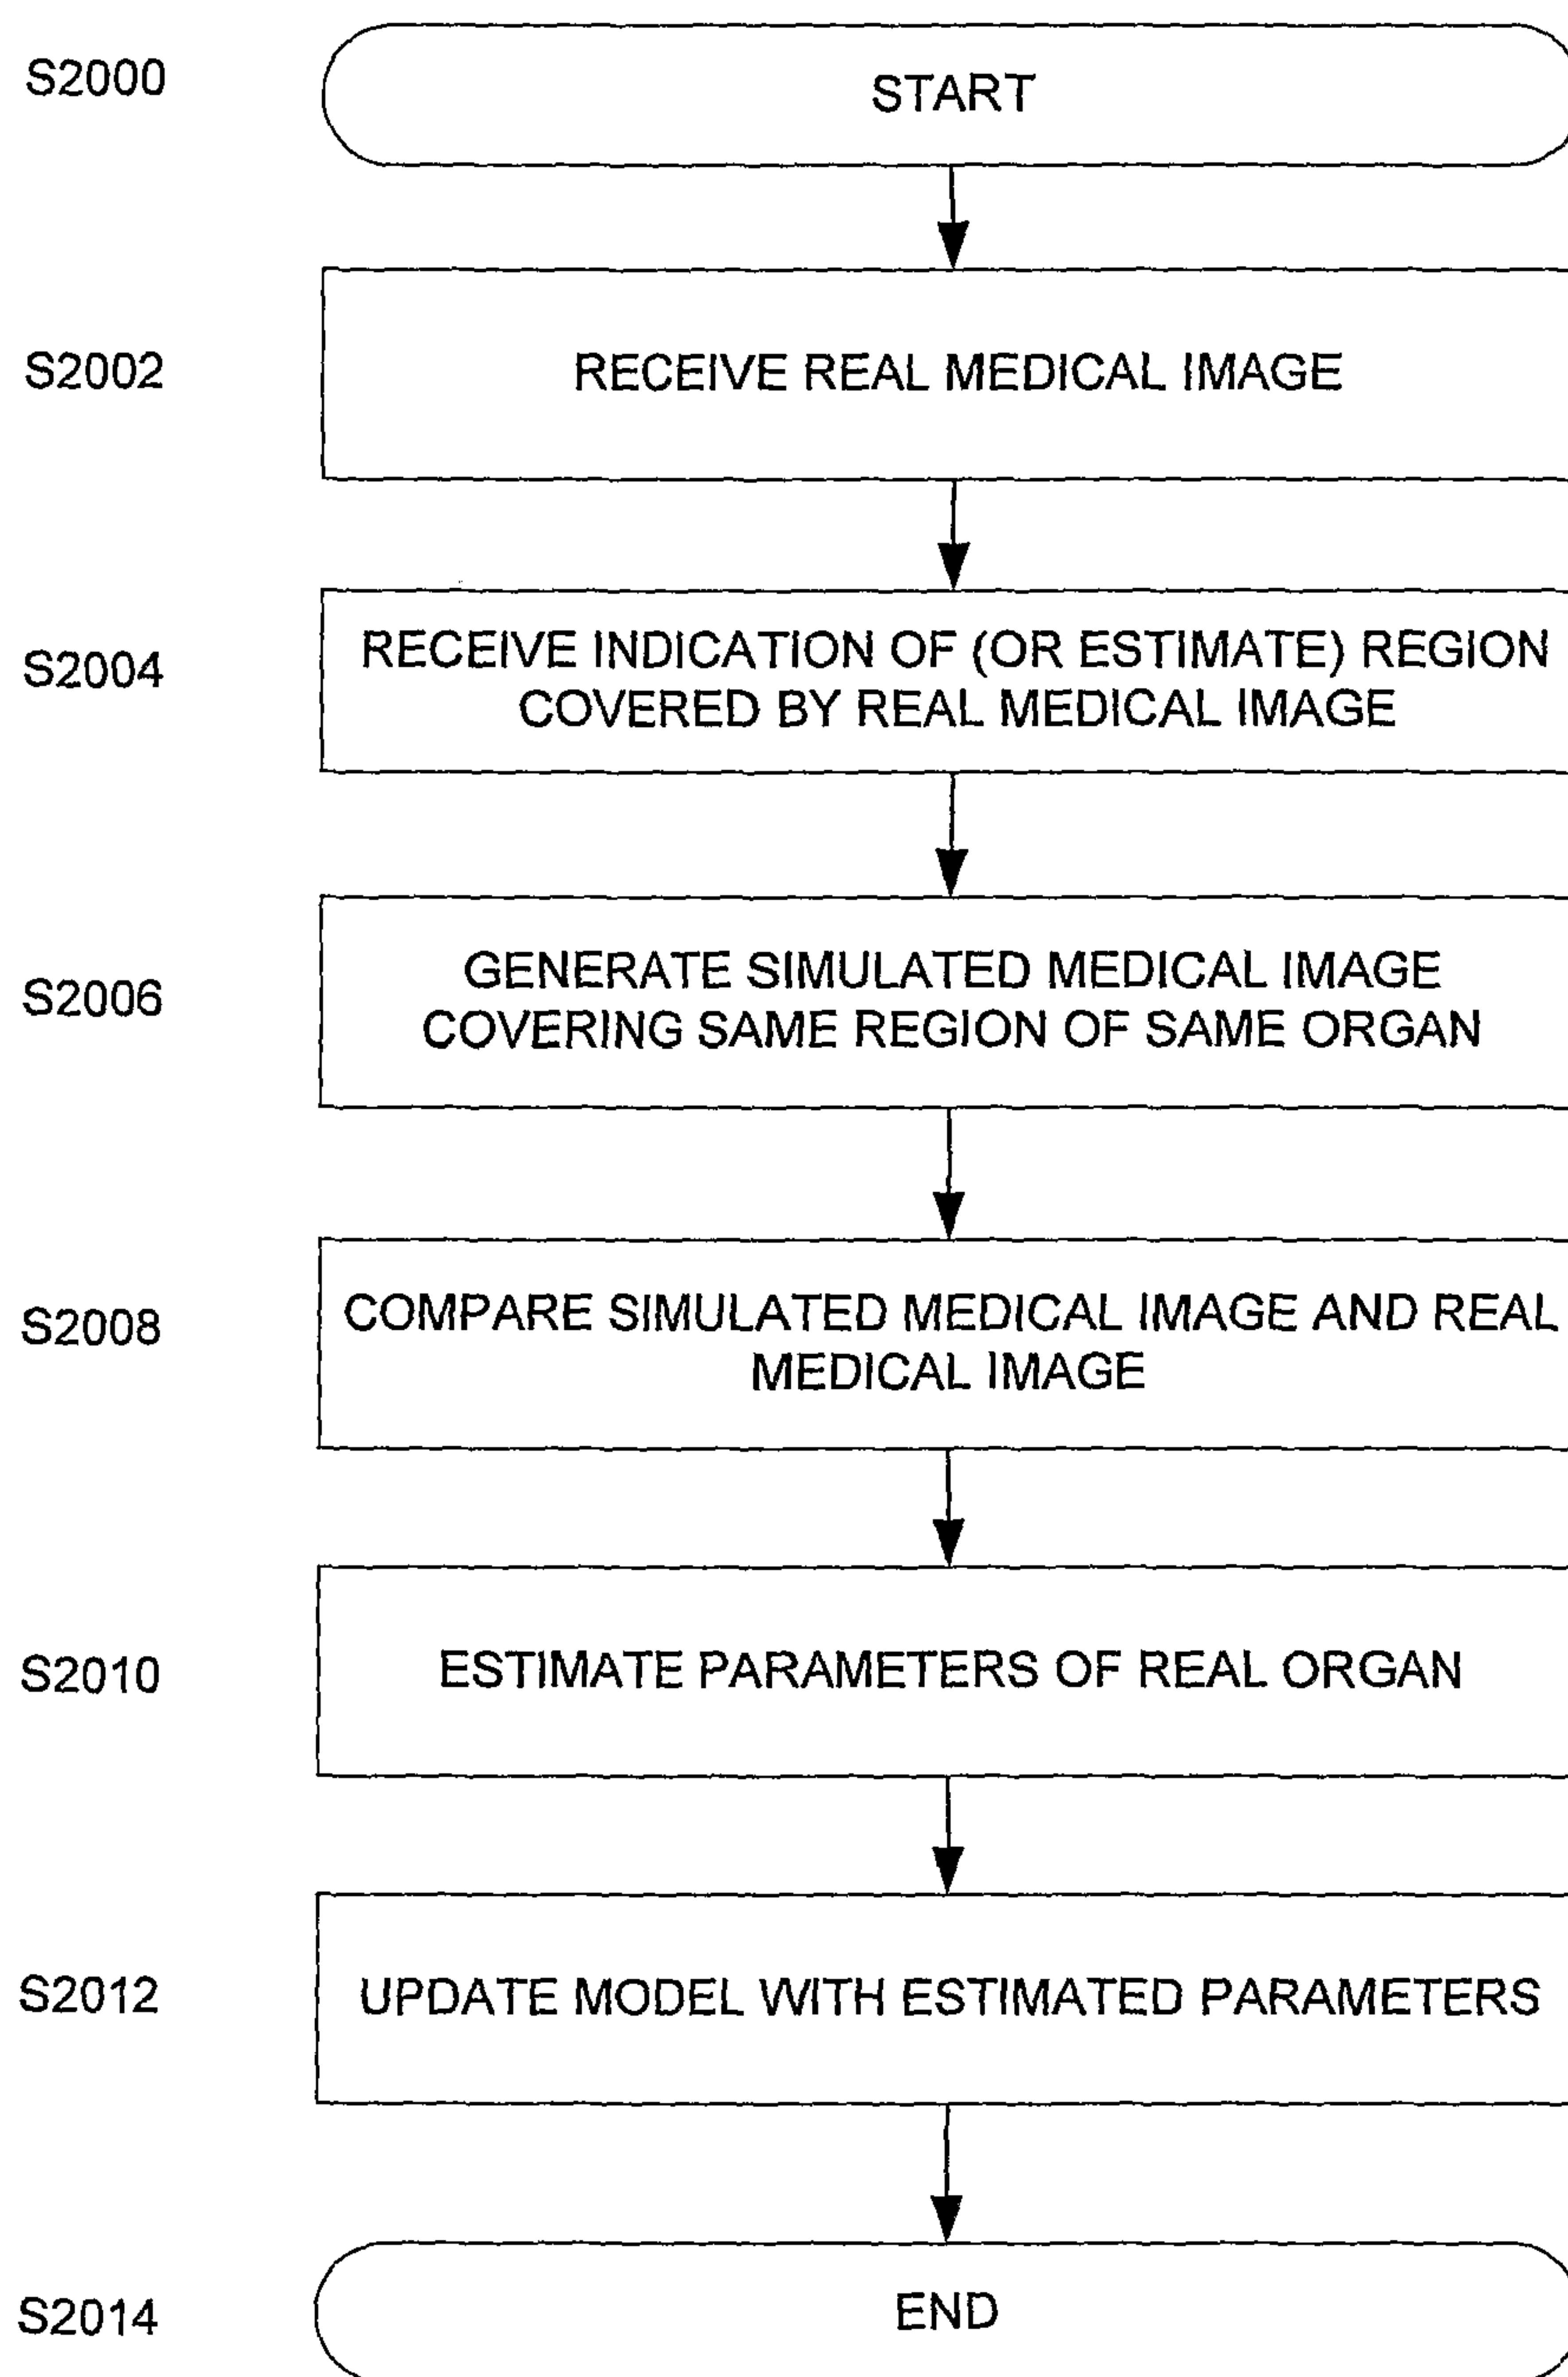 S2000
START
S2002
RECEIVE REAL MEDICAL IMAGE
S2004
RECEIVE INDICATION OF (OR ESTIMATE) REGION
COVERED BY REAL MEDICAL IMAGE
S2006
GENERATE SIMULATED MEDICAL IMAGE
COVERING SAME REGION OF SAME ORGAN
S2008
COMPARE SIMULATED MEDICAL IMAGE AND REAL
MEDICAL IMAGE
S2010
ESTIMATE PARAMETERS OF REAL ORGAN
S2012
UPDATE MODEL WITH ESTIMATED PARAMETERS
S2014
END